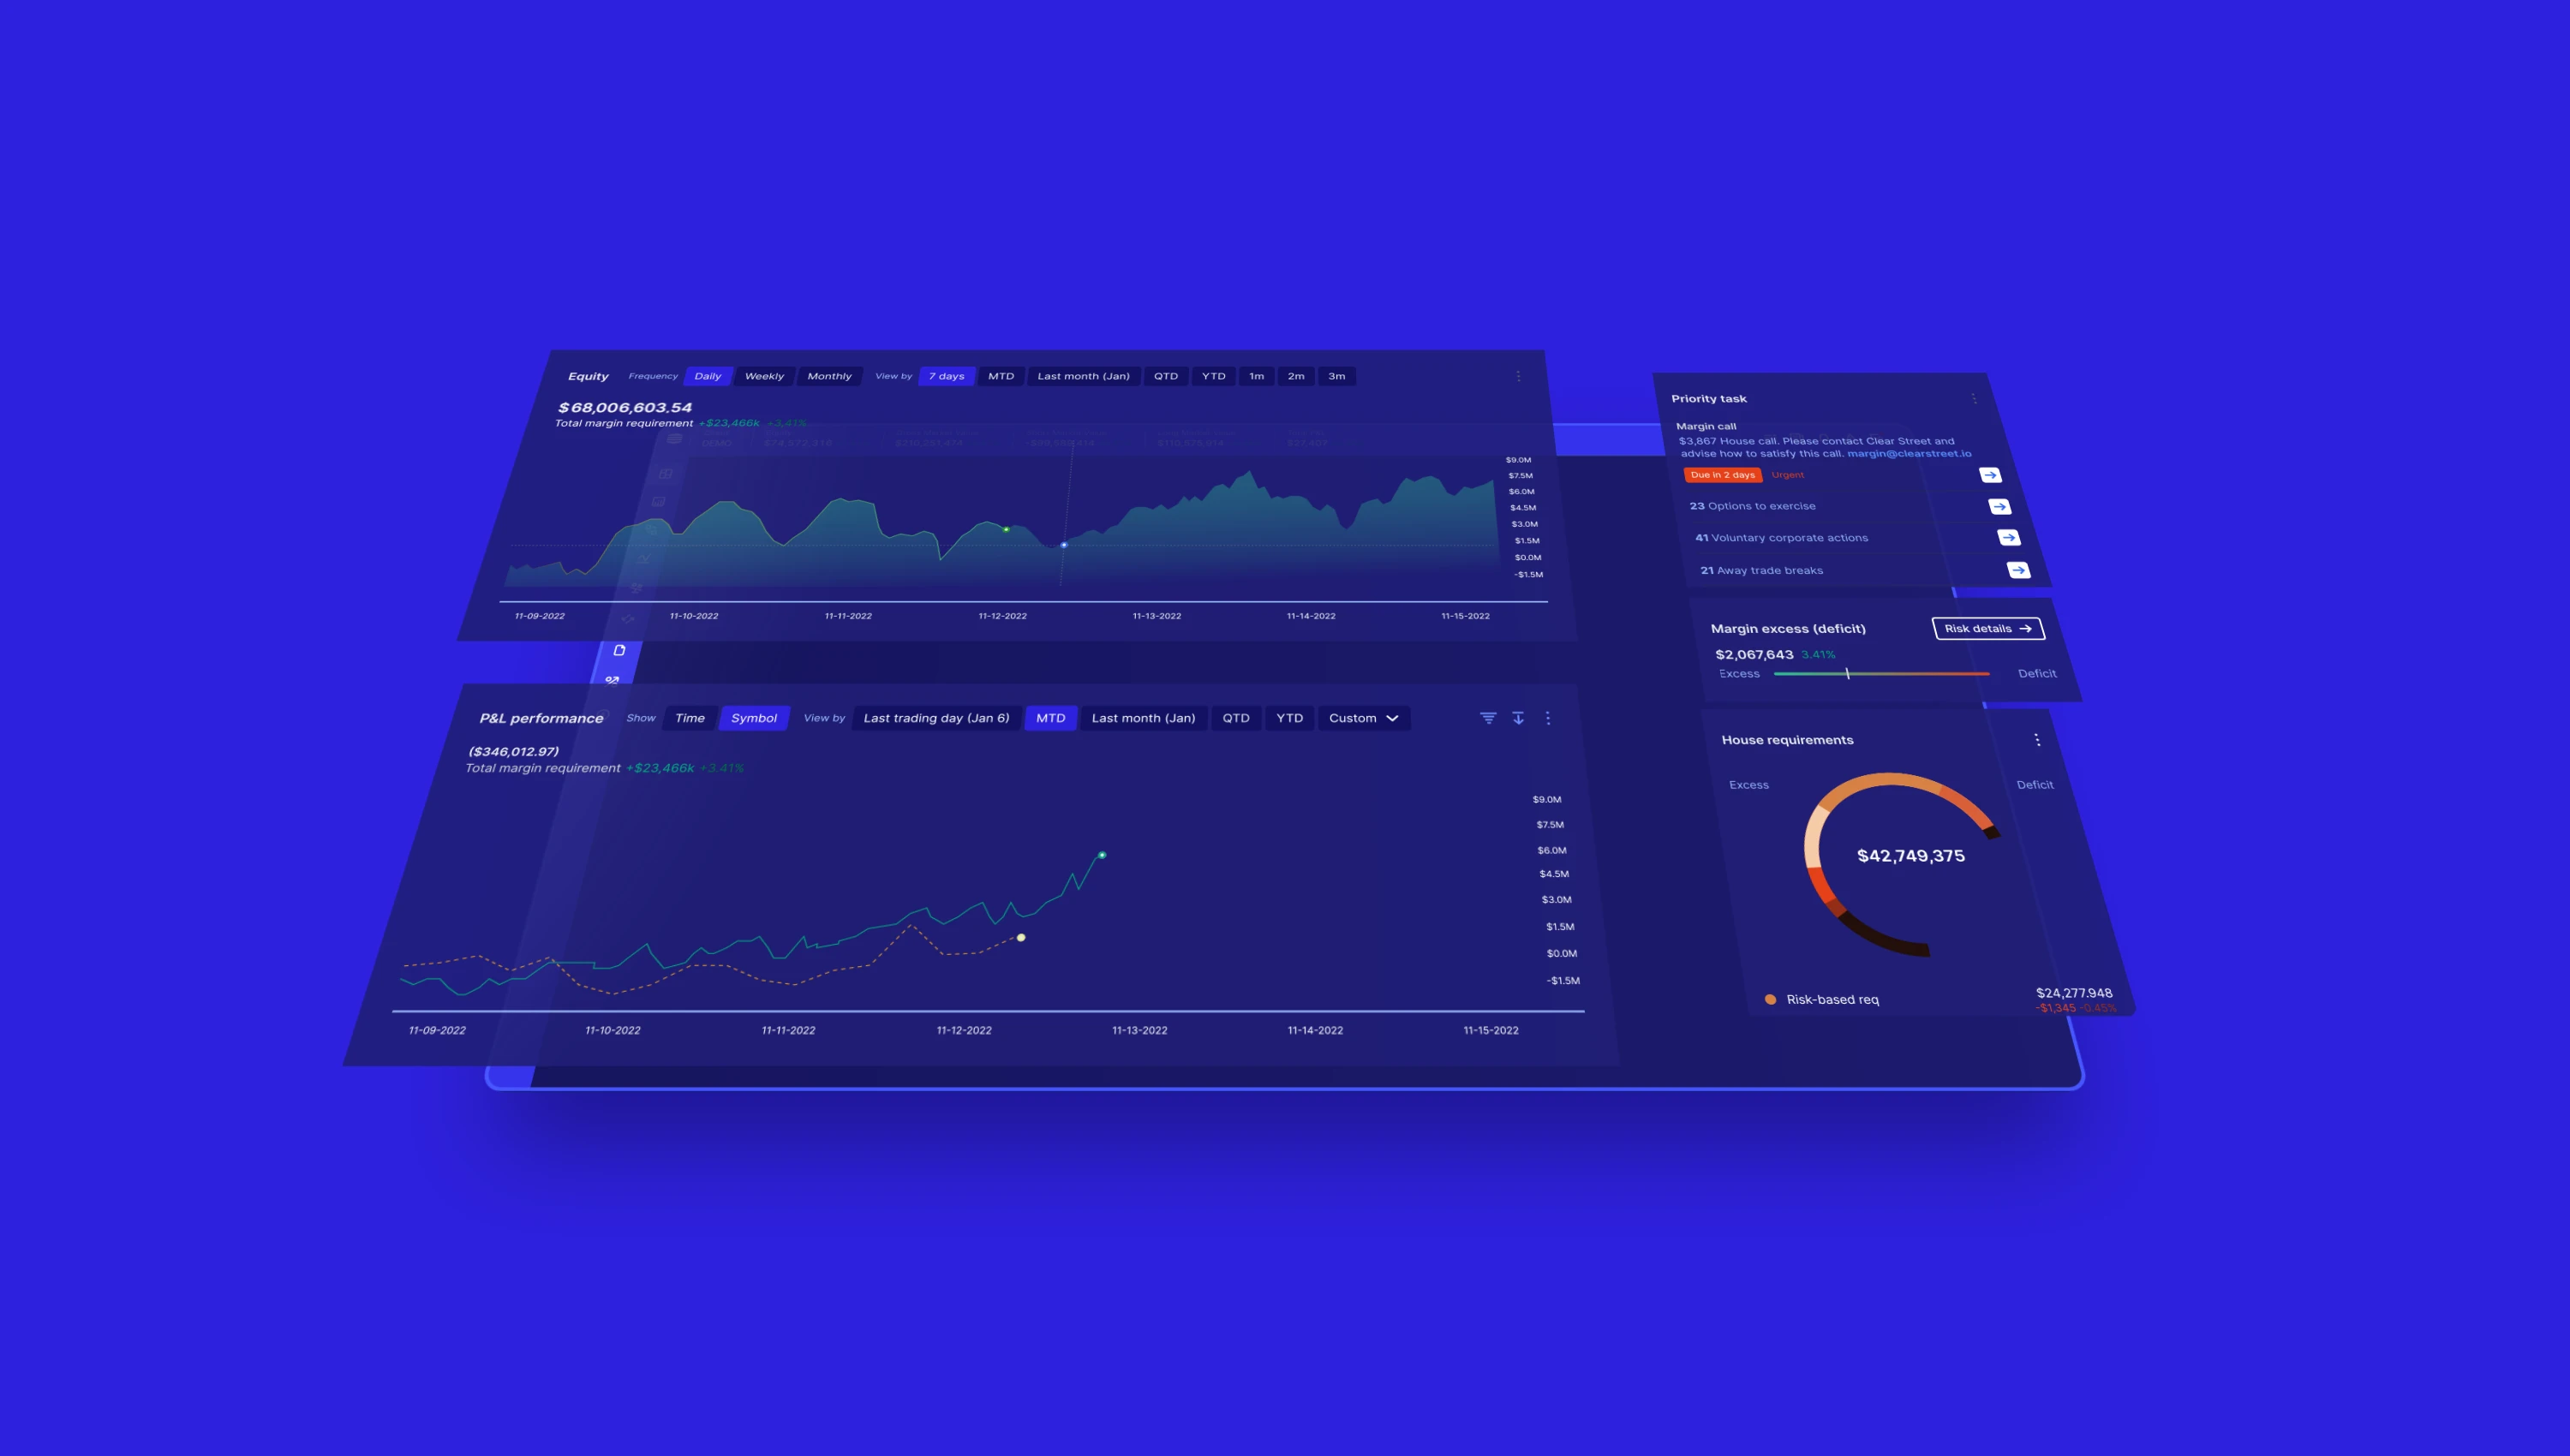 Equity Frequency Daily Weekly Monthly View by 7 days MTD Last month (Jan) QTD YTD 1m 2m 3m
$68,006,603.54
Total margin requirement +$23,466k +3.41%
DEMO
$9.0M
$7.5M
$6.0M
$4.5M
$3.0M
$1.5M
$0.0M
-$1.5M
11-09-2022 11-10-2022 11-11-2022 11-12-2022 11-13-2022 11-14-2022 11-15-2022
P&L performance Show Time Symbol View by Last trading day (Jan 6) MTD Last month (Jan) QTD YTD Custom
($346,012.97)
Total margin requirement +$23,466k +3.41%
$9.0M
$7.5M
$6.0M
$4.5M
$3.0M
$1.5M
$0.0M
-$1.5M
11-09-2022 11-10-2022 11-11-2022 11-12-2022 11-13-2022 11-14-2022 11-15-2022
Priority task
Margin call
$3,867 House call. Please contact Clear Street and
advise how to satisfy this call. margin@clearstreet.io
Due in 2 days Urgent
23 Options to exercise
41 Voluntary corporate actions
21 Away trade breaks
Margin excess (deficit) Risk details
$2,067,643 3.41%
Excess Deficit
House requirements
Excess Deficit
$42,749,375
Risk-based req $24,277.948
-$1,345 -0.45%